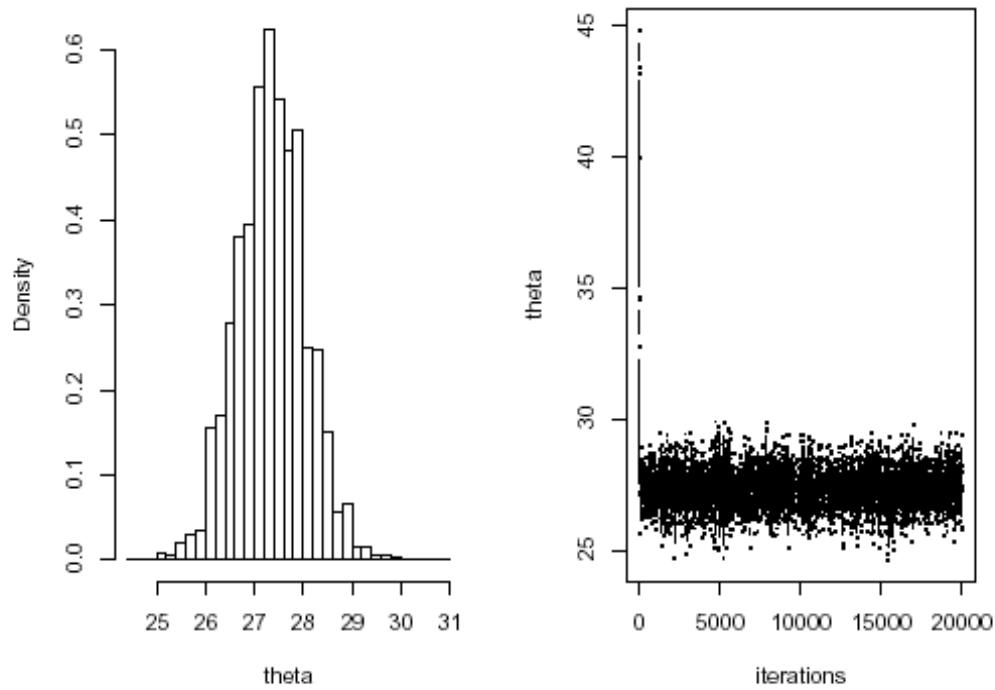 Density
0.0 0.1 0.2 0.3 0.4 0.5 0.6
25 26 27 28 29 30 31
theta
theta
25 30 35 40 45
0 5000 10000 15000 20000
iterations